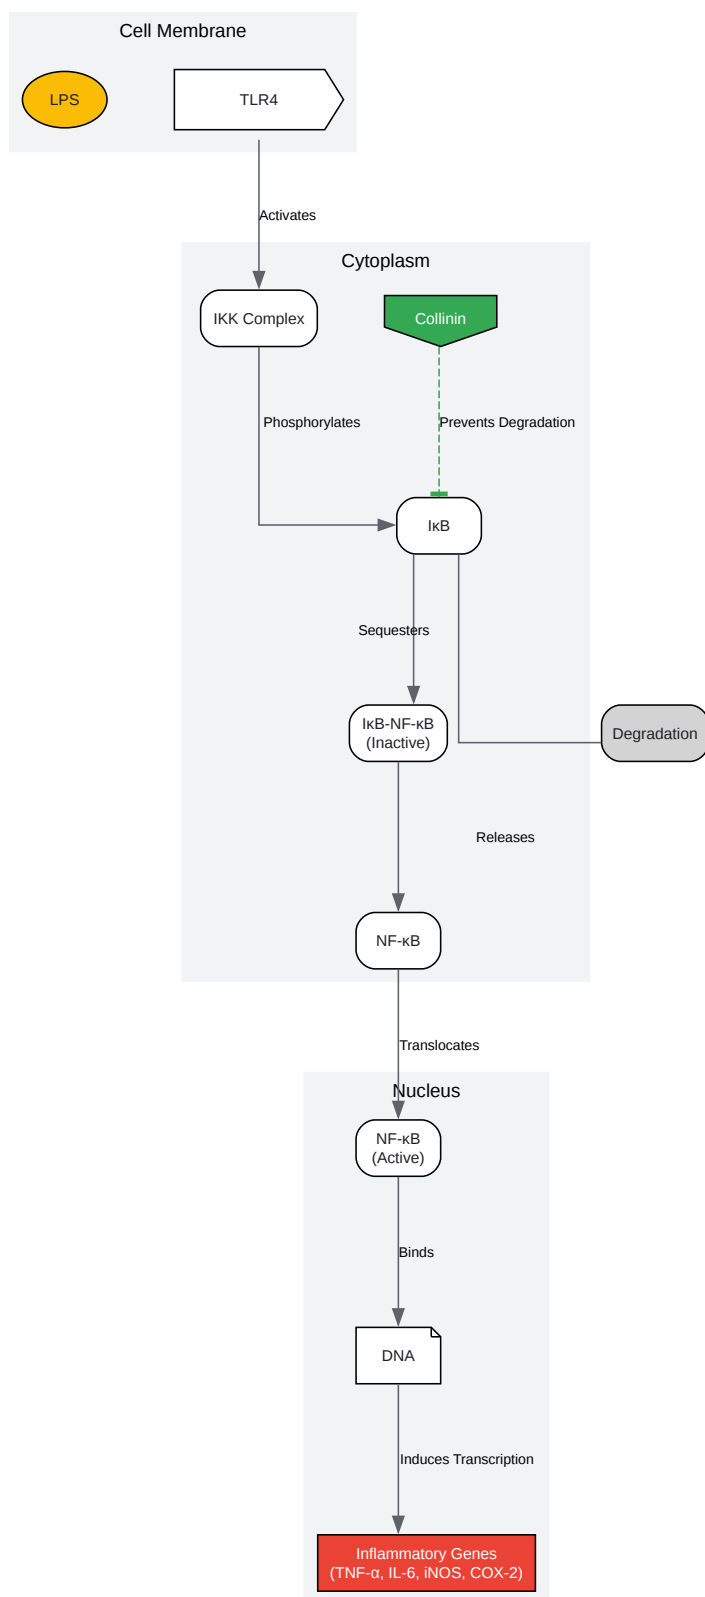 Cell Membrane
LPS
TLR4
Activates
Cytoplasm
IKK Complex
Collinin
Phosphorylates
Prevents Degradation
IκB
Sequesters
IκB-NF-κB
(Inactive)
Degradation
Releases
NF-κB
Translocates
Nucleus
NF-κB
(Active)
Binds
DNA
Induces Transcription
Inflammatory Genes
(TNF-α, IL-6, iNOS, COX-2)